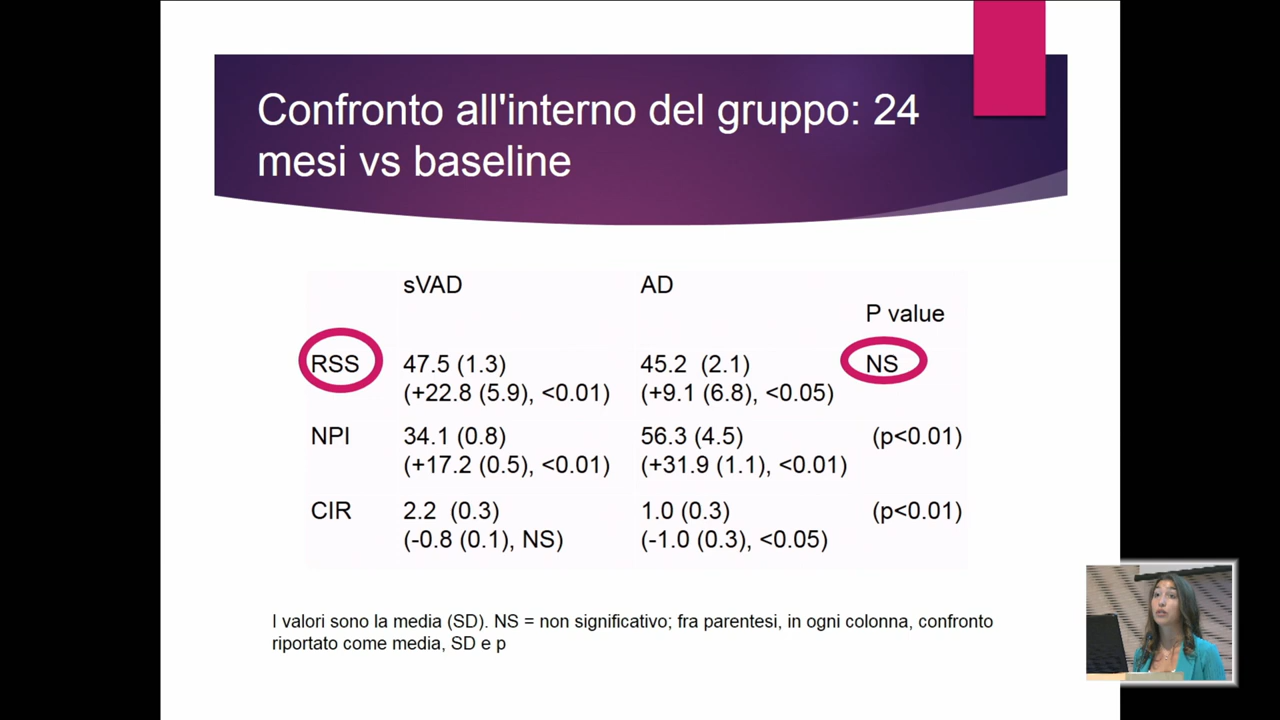 Confronto all'interno del gruppo: 24
mesi vs baseline
sVAD AD
P value
RSS 47.5 (1.3) 45.2 (2.1) NS
(+22.8 (5.9), <0.01) (+9.1 (6.8), <0.05)
NPI 34.1 (0.8) 56.3 (4.5) (p<0.01)
(+17.2 (0.5), <0.01) (+31.9 (1.1), <0.01)
CIR 2.2 (0.3) 1.0 (0.3) (p<0.01)
(-0.8 (0.1), NS) (-1.0 (0.3), <0.05)
I valori sono la media (SD). NS = non significativo; fra parentesi, in ogni colonna, confronto
riportato come media, SD e p